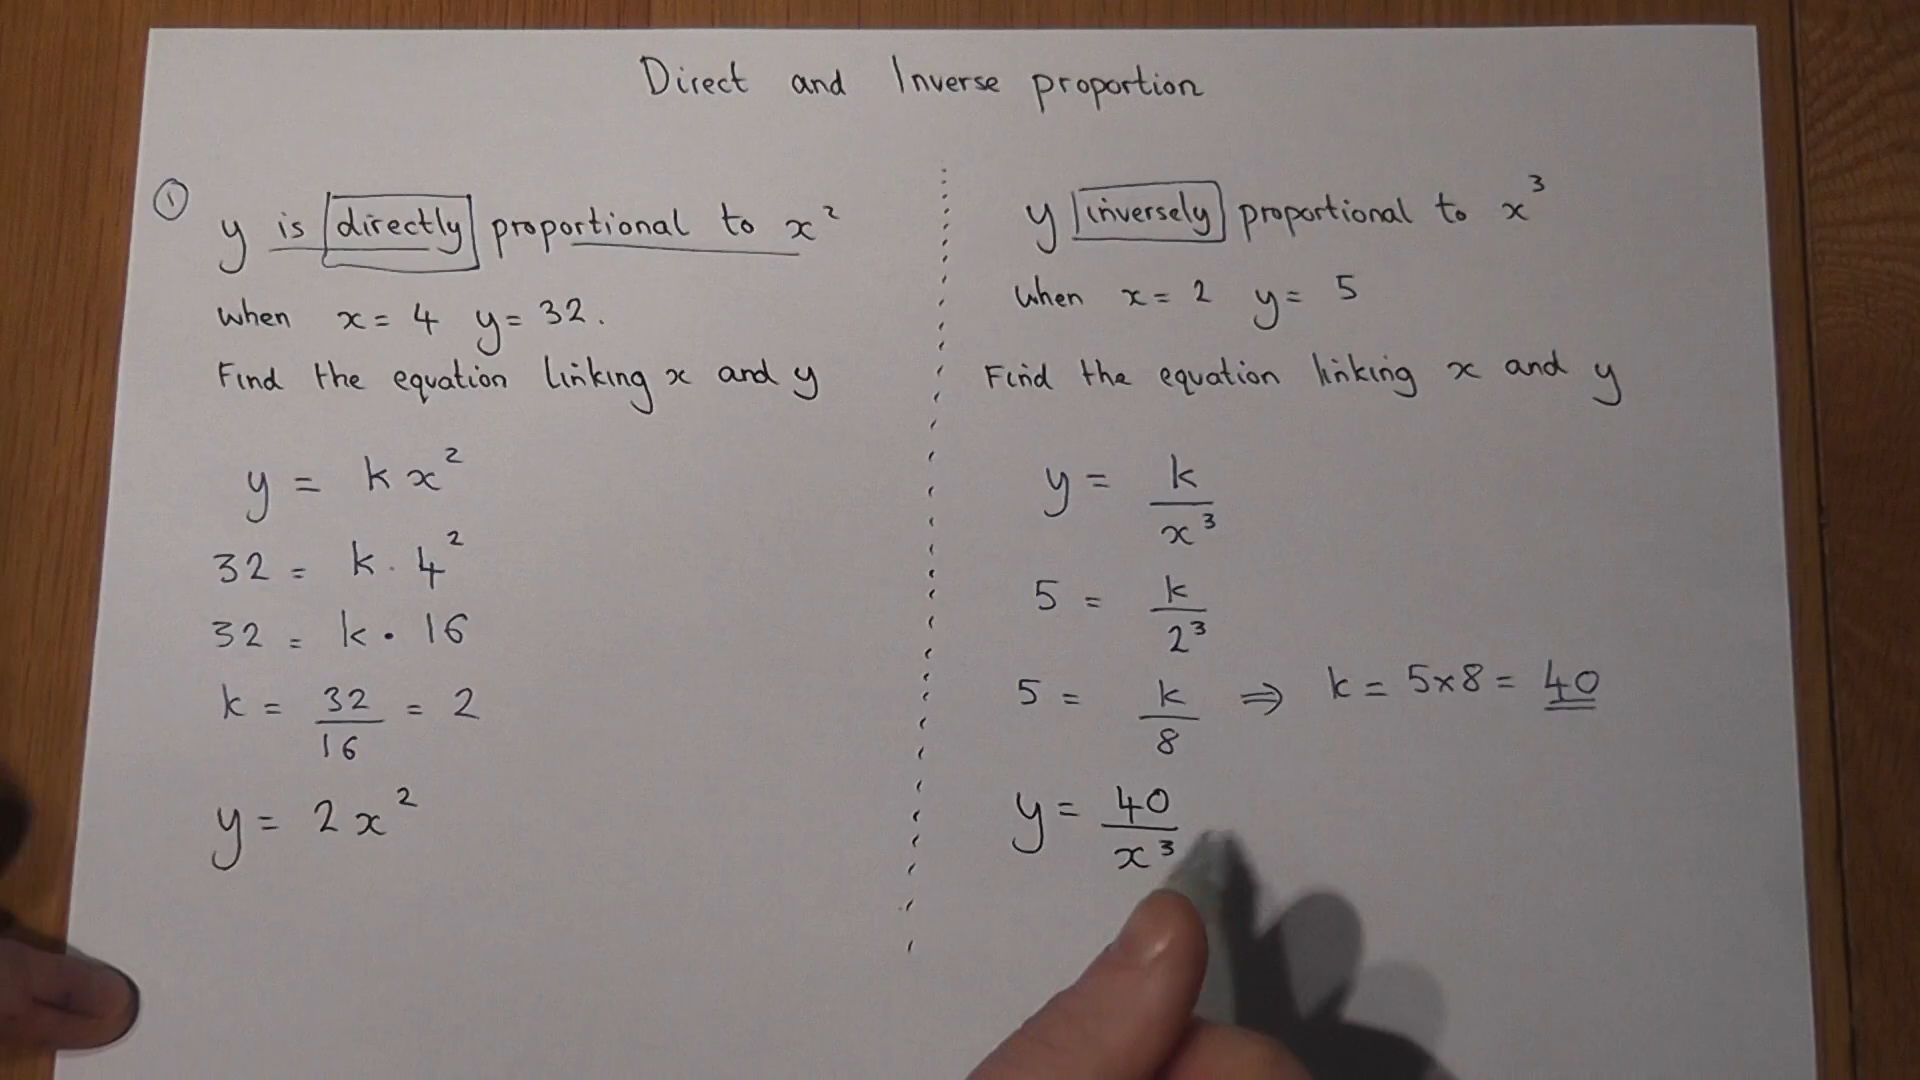 Direct and Inverse proportion
① y is directly proportional to x²
when x = 4 y = 32.
Find the equation linking x and y
y = kx²
32 = k . 4²
32 = k . 16
k = 32/16 = 2
y = 2x²
y inversely proportional to x³
when x = 2 y = 5
Find the equation linking x and y
y = k/x³
5 = k/2³
5 = k/8 ⇒ k = 5×8 = 40
y = 40/x³